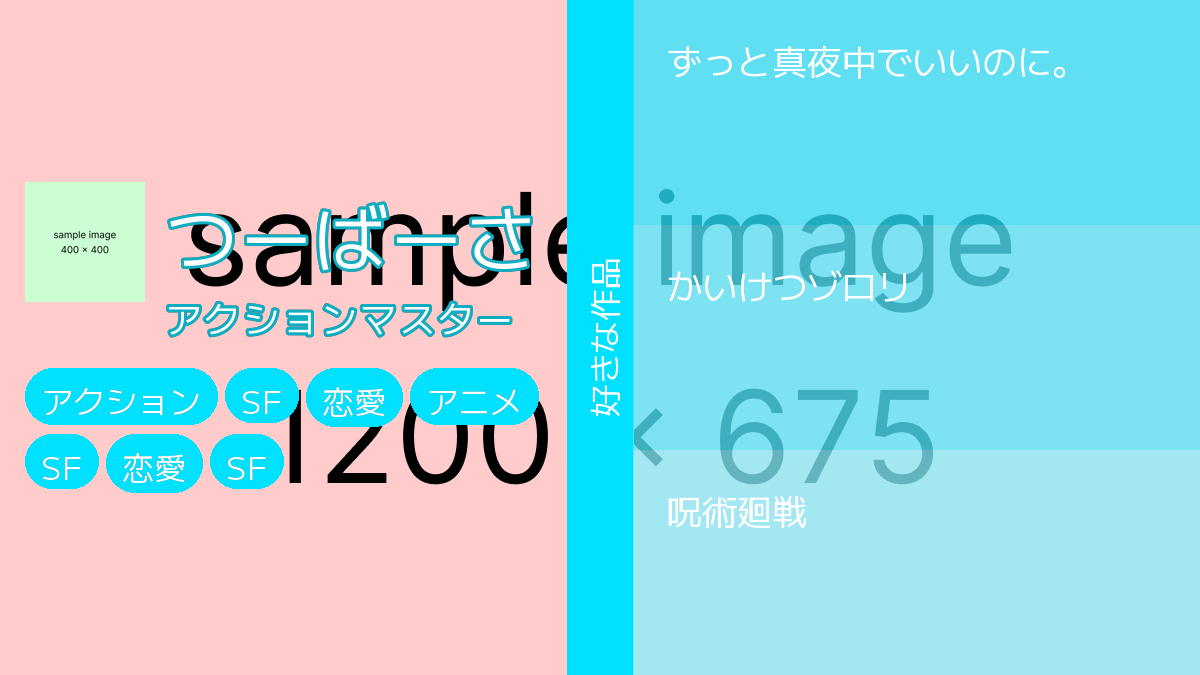 sample image
400 × 400
つーばーさ
アクションマスター
アクション
SF
恋愛
アニメ
SF
恋愛
SF
sample image
1200 × 675
好きな作品
ずっと真夜中でいいのに。
かいけつゾロリ
呪術廻戦